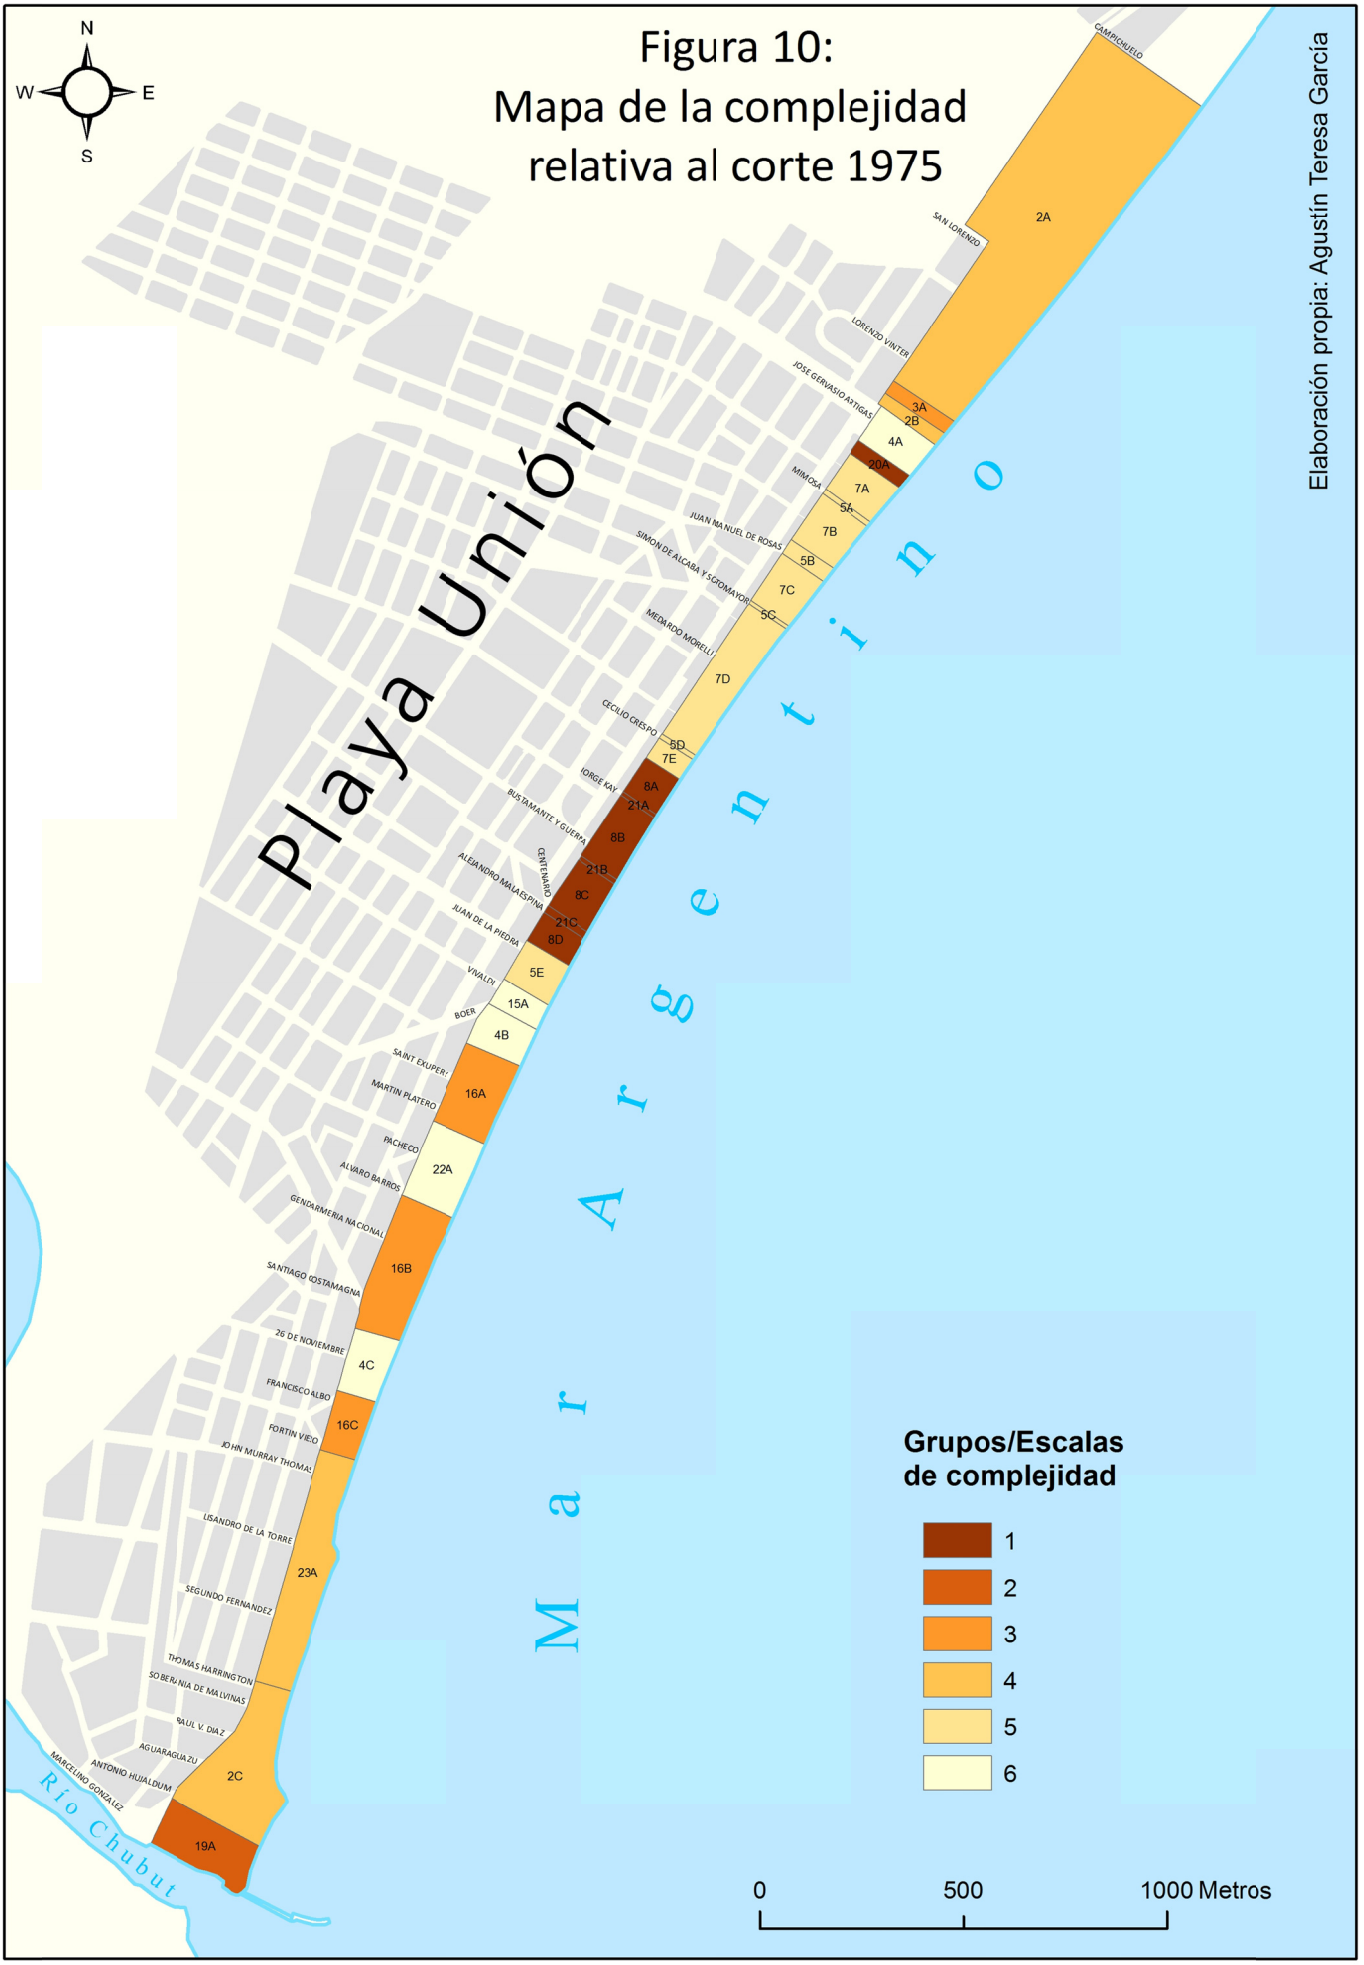 N
W
E
S
Figura 10:
Mapa de la complejidad
relativa al corte 1975
Elaboración propia: Agustín Teresa García
CAMPICHUELO
2A
SAN LORENZO
LORENZO VINTER
JOSE GERVASIO ARTIGAS
3A
2B
4A
20A
MIMOSA
7A
5A
JUAN MANUEL DE ROSAS
7B
SIMON DE ALCABA Y SOTOMAYOR
5B
7C
5C
MEDARDO MORELLI
7D
CECILIO CRESPO
5D
7E
JORGE KAY
8A
21A
BUSTAMANTE Y GUERRA
8B
CENTENARIO
21B
ALEJANDRO MALAESPINA
8C
JUAN DE LA PIEDRA
21C
8D
5E
VIVALDI
15A
BOER
4B
SAINT EXUPERI
MARTIN PLATERO
16A
PACHECO
ALVARO BARROS
22A
GENDARMERIA NACIONAL
SANTIAGO COSTAMAGNA
16B
26 DE NOVIEMBRE
4C
FRANCISCO ALBO
FORTIN VIEJO
16C
JOHN MURRAY THOMAS
LISANDRO DE LA TORRE
23A
SEGUNDO FERNANDEZ
THOMAS HARRINGTON
SOBERANIA DE MALVINAS
RAUL V. DIAZ
AGUARAGUAZU
ANTONIO HUJALDUM
MARCELINO GONZALEZ
2C
19A
Playa Unión
Mar Argentino
Río Chubut
Grupos/Escalas
de complejidad
1
2
3
4
5
6
0 500 1000 Metros